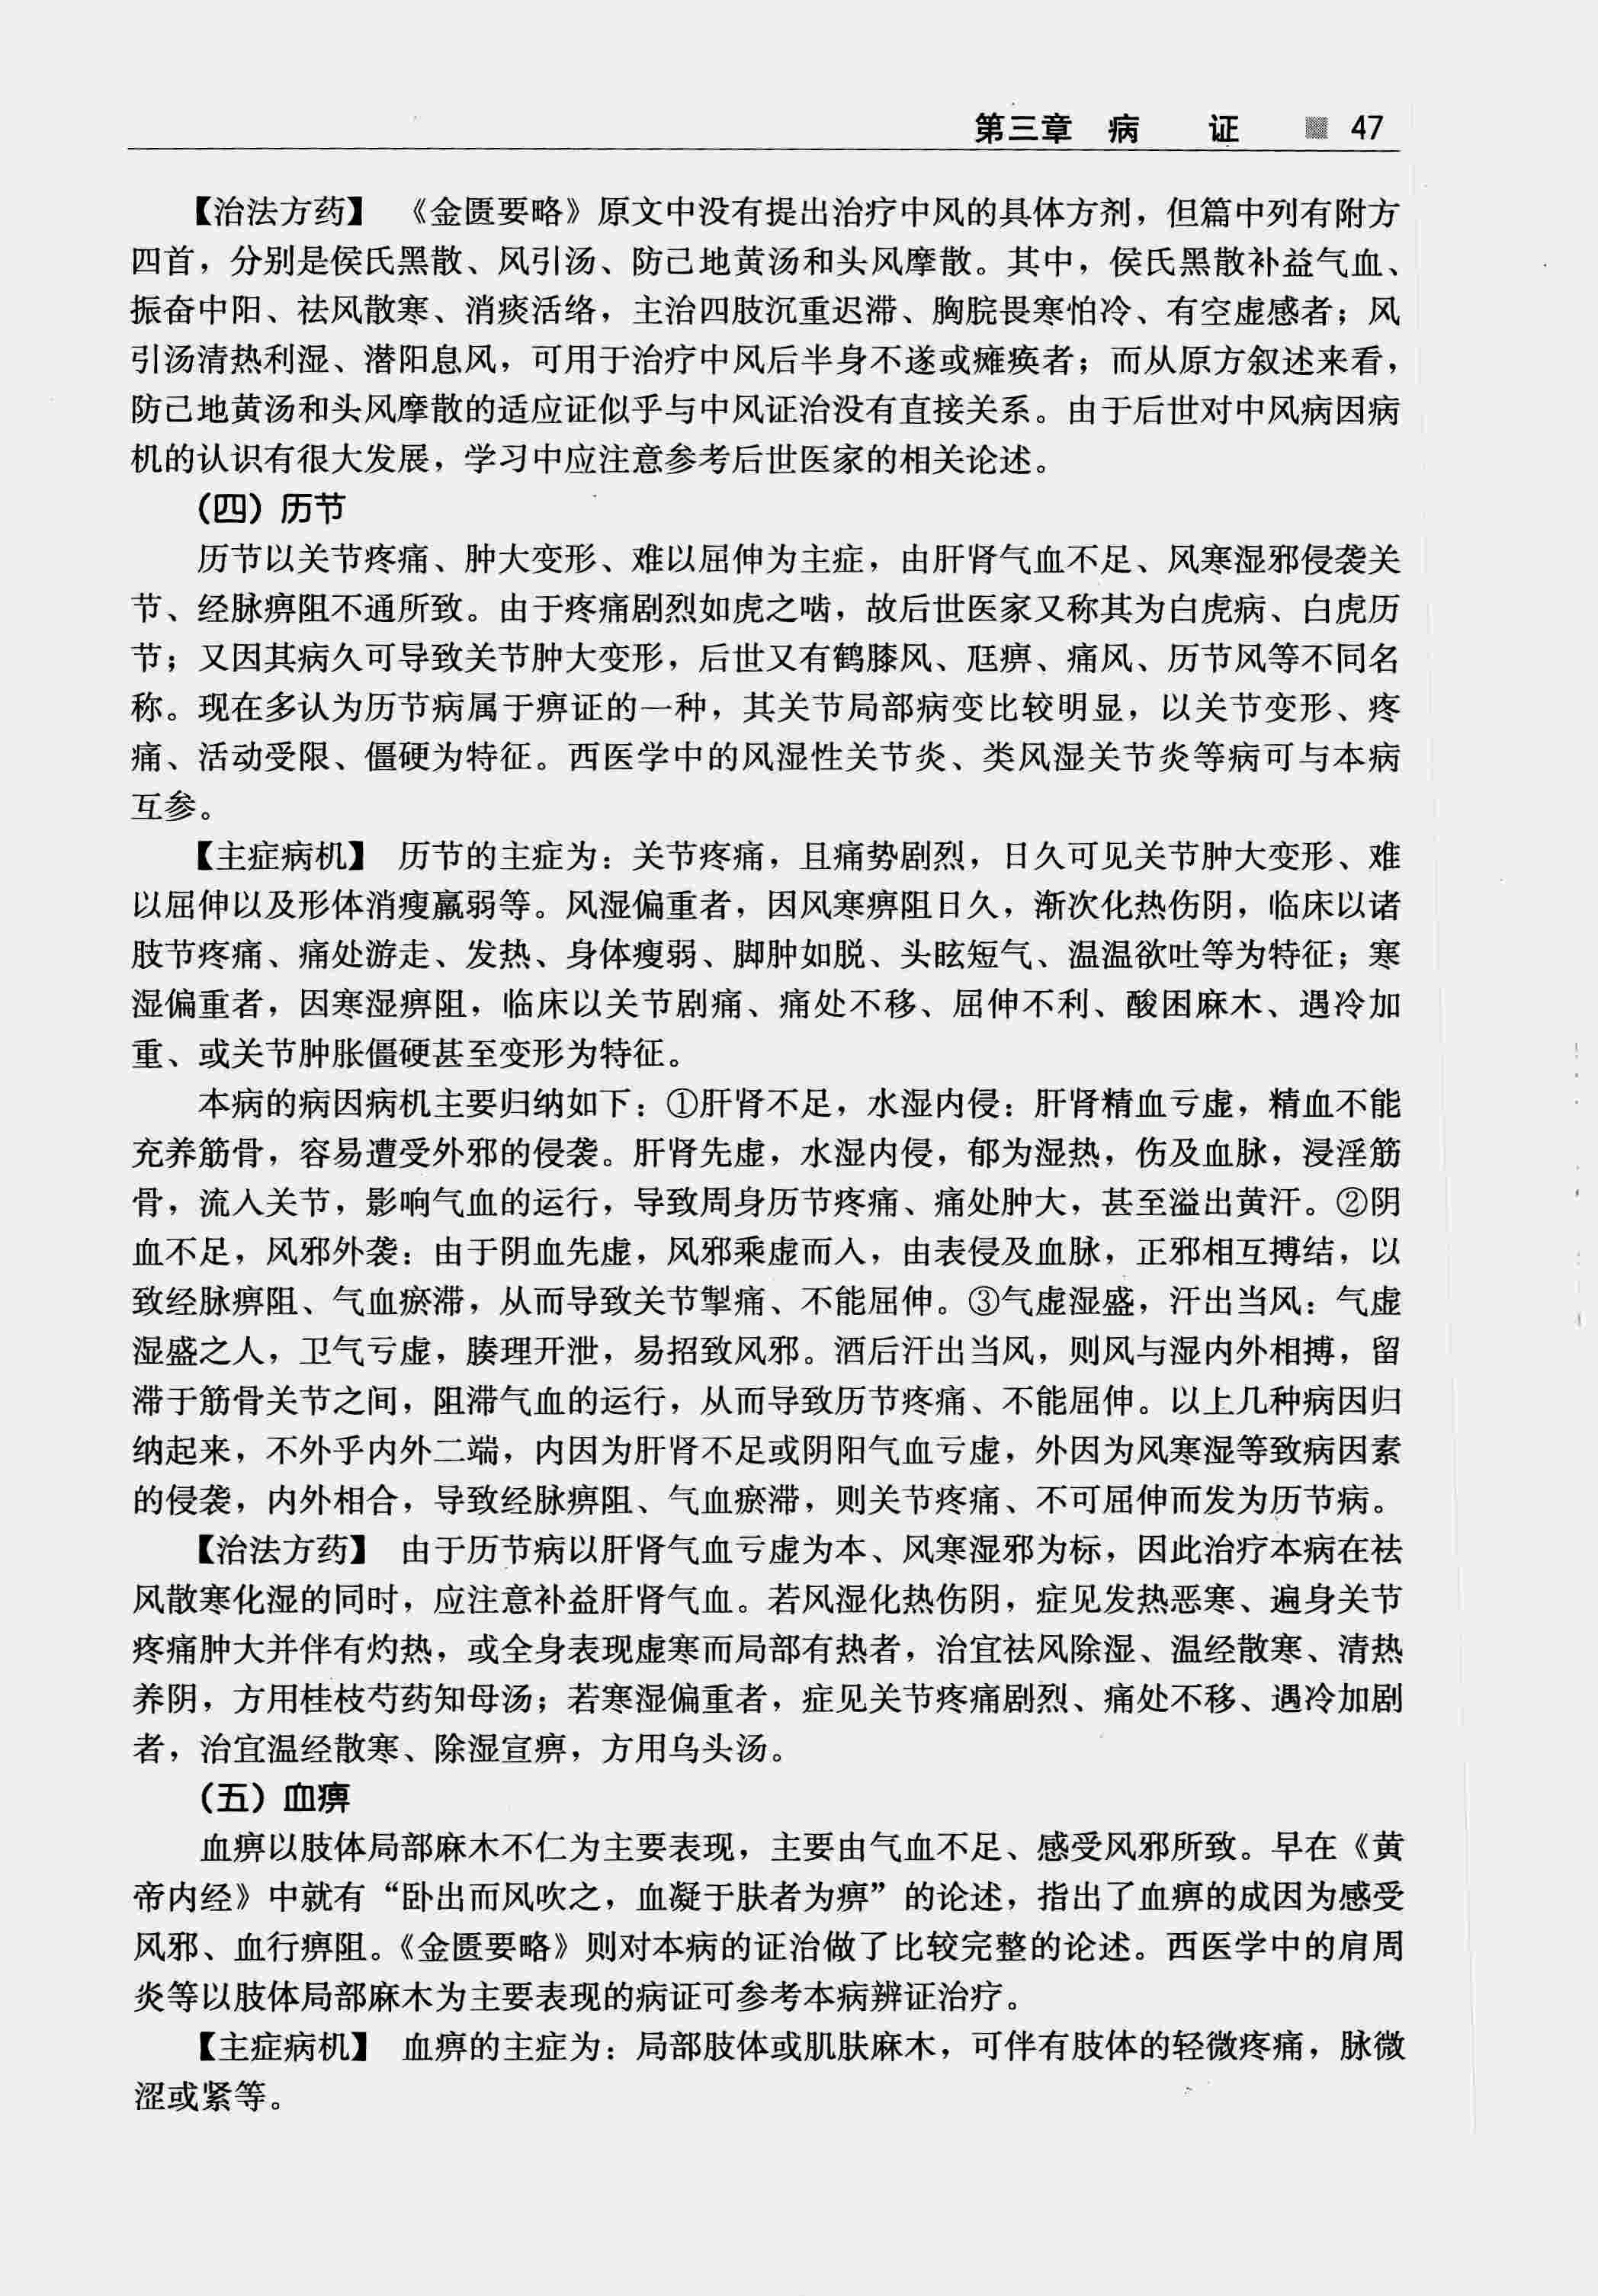 第三章 病 证 ▩ 47
【治法方药】 《金匮要略》原文中没有提出治疗中风的具体方剂，但篇中列有附方
四首，分别是侯氏黑散、风引汤、防己地黄汤和头风摩散。其中，侯氏黑散补益气血、
振奋中阳、祛风散寒、消痰活络，主治四肢沉重迟滞、胸脘畏寒怕冷、有空虚感者；风
引汤清热利湿、潜阳息风，可用于治疗中风后半身不遂或瘫痪者；而从原方叙述来看，
防己地黄汤和头风摩散的适应证似乎与中风证治没有直接关系。由于后世对中风病因病
机的认识有很大发展，学习中应注意参考后世医家的相关论述。
（四）历节
历节以关节疼痛、肿大变形、难以屈伸为主症，由肝肾气血不足、风寒湿邪侵袭关
节、经脉痹阻不通所致。由于疼痛剧烈如虎之啮，故后世医家又称其为白虎病、白虎历
节；又因其病久可导致关节肿大变形，后世又有鹤膝风、尪痹、痛风、历节风等不同名
称。现在多认为历节病属于痹证的一种，其关节局部病变比较明显，以关节变形、疼
痛、活动受限、僵硬为特征。西医学中的风湿性关节炎、类风湿关节炎等病可与本病
互参。
【主症病机】 历节的主症为：关节疼痛，且痛势剧烈，日久可见关节肿大变形、难
以屈伸以及形体消瘦羸弱等。风湿偏重者，因风寒痹阻日久，渐次化热伤阴，临床以诸
肢节疼痛、痛处游走、发热、身体瘦弱、脚肿如脱、头眩短气、温温欲吐等为特征；寒
湿偏重者，因寒湿痹阻，临床以关节剧痛、痛处不移、屈伸不利、酸困麻木、遇冷加
重、或关节肿胀僵硬甚至变形为特征。
本病的病因病机主要归纳如下：①肝肾不足，水湿内侵：肝肾精血亏虚，精血不能
充养筋骨，容易遭受外邪的侵袭。肝肾先虚，水湿内侵，郁为湿热，伤及血脉，浸淫筋
骨，流入关节，影响气血的运行，导致周身历节疼痛、痛处肿大，甚至溢出黄汗。②阴
血不足，风邪外袭：由于阴血先虚，风邪乘虚而入，由表侵及血脉，正邪相互搏结，以
致经脉痹阻、气血瘀滞，从而导致关节掣痛、不能屈伸。③气虚湿盛，汗出当风：气虚
湿盛之人，卫气亏虚，腠理开泄，易招致风邪。酒后汗出当风，则风与湿内外相搏，留
滞于筋骨关节之间，阻滞气血的运行，从而导致历节疼痛、不能屈伸。以上几种病因归
纳起来，不外乎内外二端，内因为肝肾不足或阴阳气血亏虚，外因为风寒湿等致病因素
的侵袭，内外相合，导致经脉痹阻、气血瘀滞，则关节疼痛、不可屈伸而发为历节病。
【治法方药】 由于历节病以肝肾气血亏虚为本、风寒湿邪为标，因此治疗本病在祛
风散寒化湿的同时，应注意补益肝肾气血。若风湿化热伤阴，症见发热恶寒、遍身关节
疼痛肿大并伴有灼热，或全身表现虚寒而局部有热者，治宜祛风除湿、温经散寒、清热
养阴，方用桂枝芍药知母汤；若寒湿偏重者，症见关节疼痛剧烈、痛处不移、遇冷加剧
者，治宜温经散寒、除湿宣痹，方用乌头汤。
（五）血痹
血痹以肢体局部麻木不仁为主要表现，主要由气血不足、感受风邪所致。早在《黄
帝内经》中就有“卧出而风吹之，血凝于肤者为痹”的论述，指出了血痹的成因为感受
风邪、血行痹阻。《金匮要略》则对本病的证治做了比较完整的论述。西医学中的肩周
炎等以肢体局部麻木为主要表现的病证可参考本病辨证治疗。
【主症病机】 血痹的主症为：局部肢体或肌肤麻木，可伴有肢体的轻微疼痛，脉微
涩或紧等。